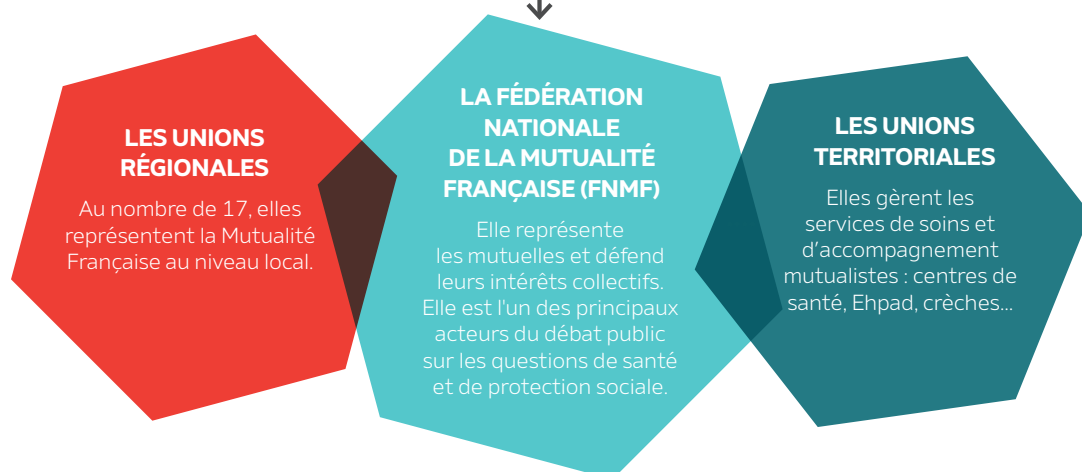 LES UNIONS
RÉGIONALES
Au nombre de 17, elles
représentent la Mutualité
Française au niveau local.
LA FÉDÉRATION
NATIONALE
DE LA MUTUALITÉ
FRANÇAISE (FNMF)
Elle représente
les mutuelles et défend
leurs intérêts collectifs.
Elle est l'un des principaux
acteurs du débat public
sur les questions de santé
et de protection sociale.
LES UNIONS
TERRITORIALES
Elles gèrent les
services de soins et
d'accompagnement
mutualistes : centres de
santé, Ehpad, crèches...